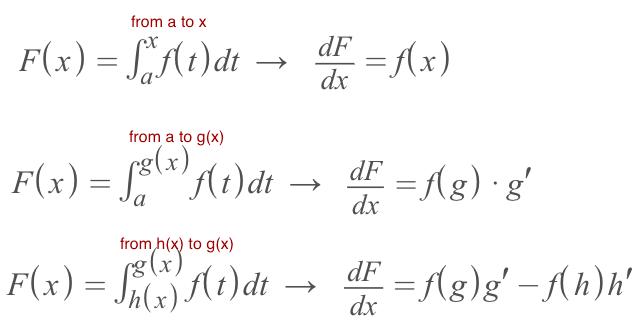 from a to x
F(x) = ∫ₐˣ f(t)dt → dF/dx = f(x)
from a to g(x)
F(x) = ∫ₐ^g(x) f(t)dt → dF/dx = f(g) · g′
from h(x) to g(x)
F(x) = ∫_h(x)^g(x) f(t)dt → dF/dx = f(g)g′ − f(h)h′